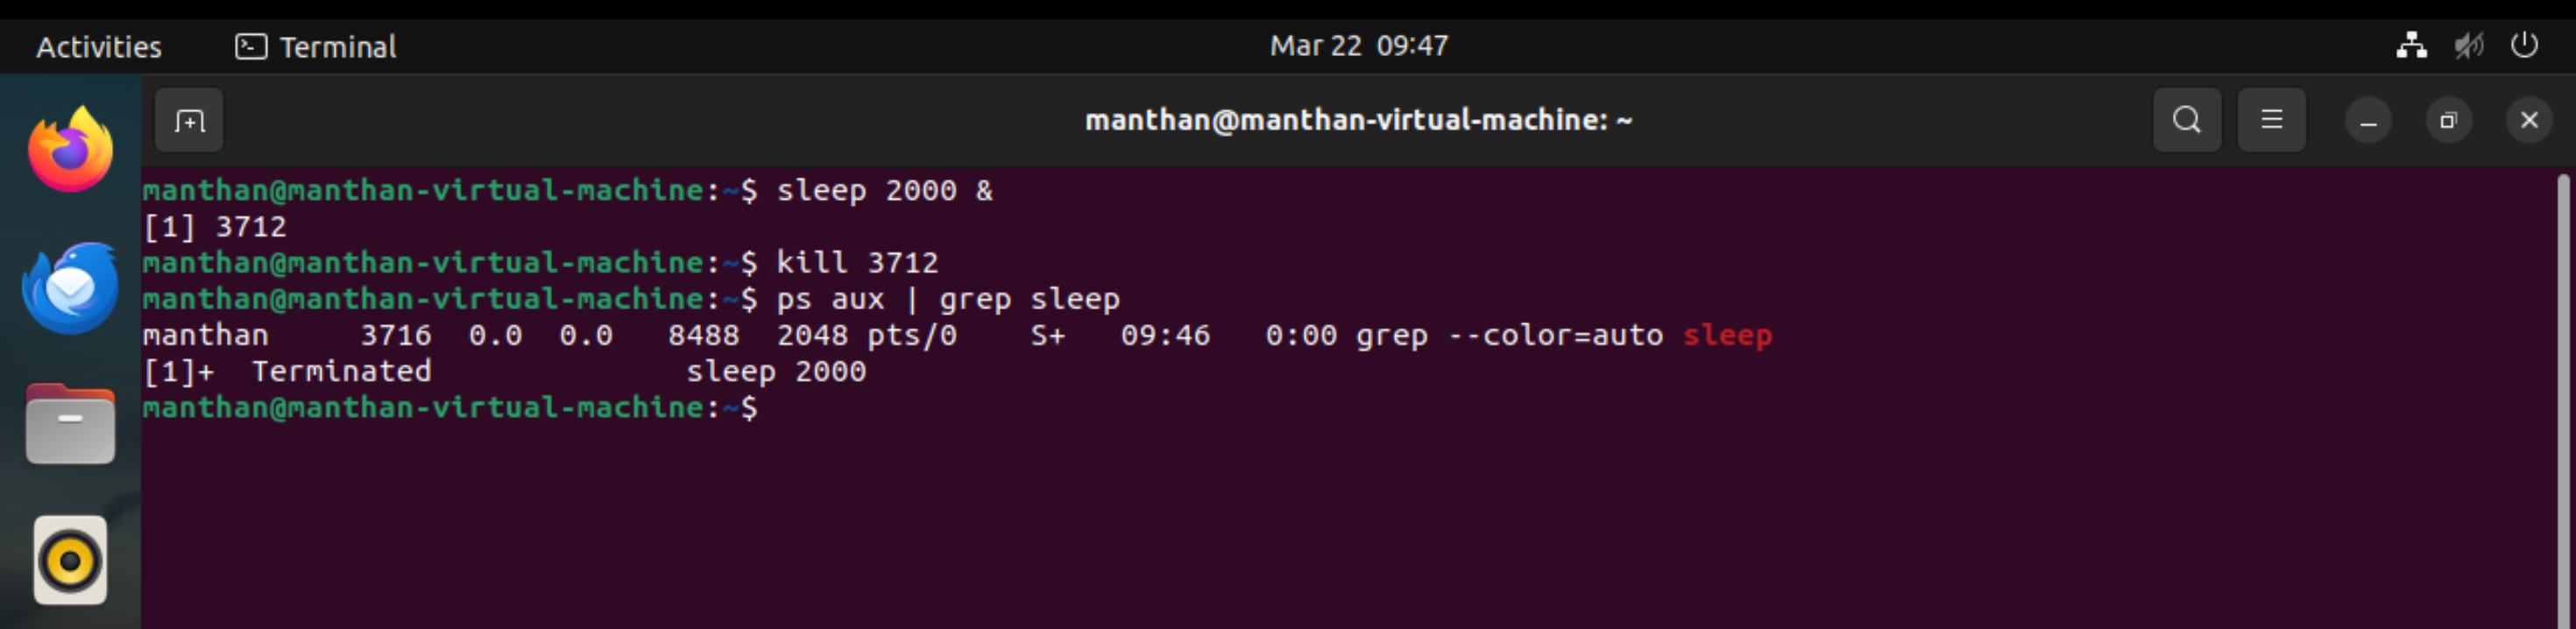 Activities Terminal Mar 22 09:47
manthan@manthan-virtual-machine: ~
manthan@manthan-virtual-machine:~$ sleep 2000 &
[1] 3712
manthan@manthan-virtual-machine:~$ kill 3712
manthan@manthan-virtual-machine:~$ ps aux | grep sleep
manthan     3716  0.0  0.0   8488  2048 pts/0    S+   09:46   0:00 grep --color=auto sleep
[1]+  Terminated              sleep 2000
manthan@manthan-virtual-machine:~$